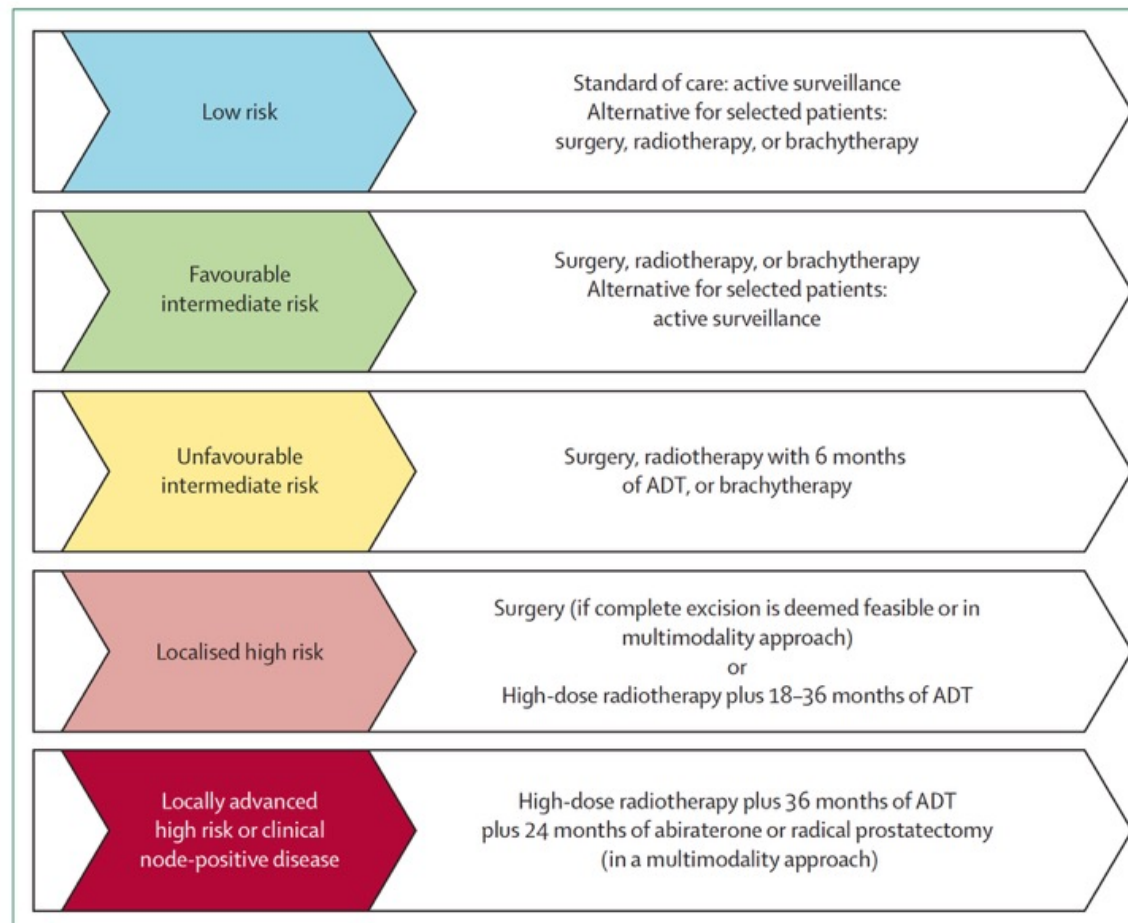 Low risk
Standard of care: active surveillance
Alternative for selected patients:
surgery, radiotherapy, or brachytherapy
Favourable
intermediate risk
Surgery, radiotherapy, or brachytherapy
Alternative for selected patients:
active surveillance
Unfavourable
intermediate risk
Surgery, radiotherapy with 6 months
of ADT, or brachytherapy
Localised high risk
Surgery (if complete excision is deemed feasible or in
multimodality approach)
or
High-dose radiotherapy plus 18–36 months of ADT
Locally advanced
high risk or clinical
node-positive disease
High-dose radiotherapy plus 36 months of ADT
plus 24 months of abiraterone or radical prostatectomy
(in a multimodality approach)